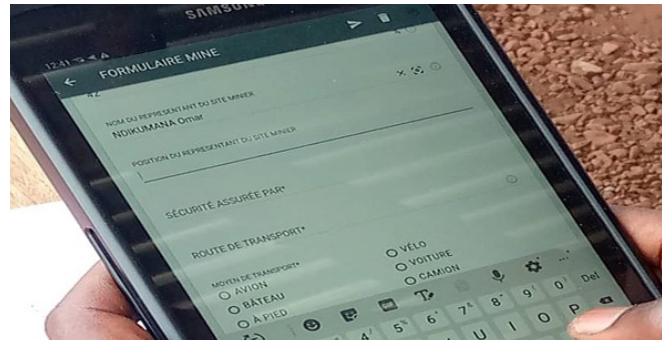 SAMSUNG
12:41
FORMULAIRE MINE
42
NOM DU REPRESENTANT DU SITE MINIER
NDIKUMANA Omar
POSITION DU REPRESENTANT DU SITE MINIER
SÉCURITÉ ASSURÉE PAR*
ROUTE DE TRANSPORT*
MOYEN DE TRANSPORT*
AVION
VÉLO
BÂTEAU
VOITURE
À PIED
CAMION
Del
4 5 6 7 8 9 0
U I O P